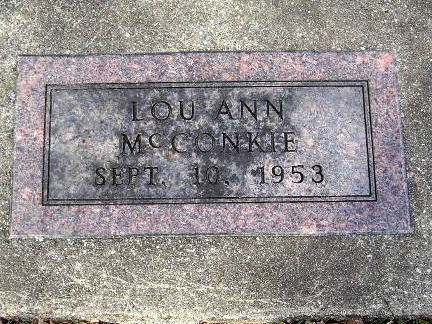 LOU ANN
McCONKIE
SEPT. 10, 1953